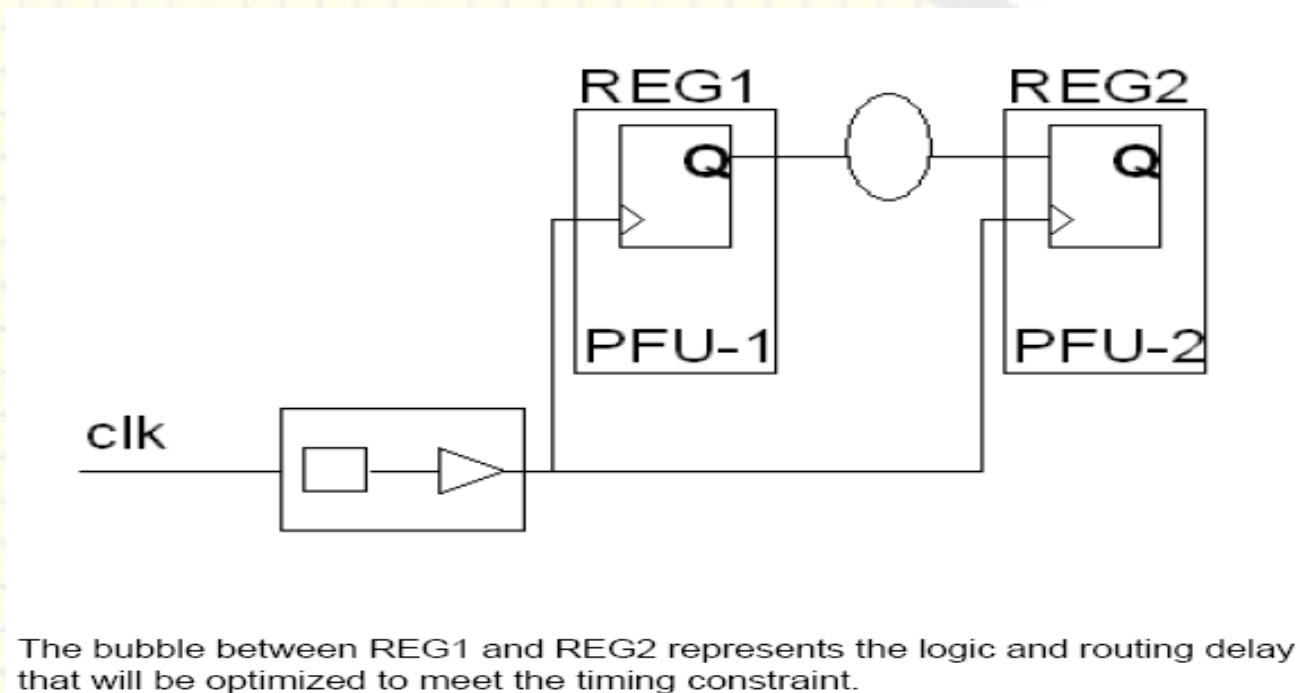 REG1
REG2
Q
Q
PFU-1
PFU-2
clk
The bubble between REG1 and REG2 represents the logic and routing delay
that will be optimized to meet the timing constraint.